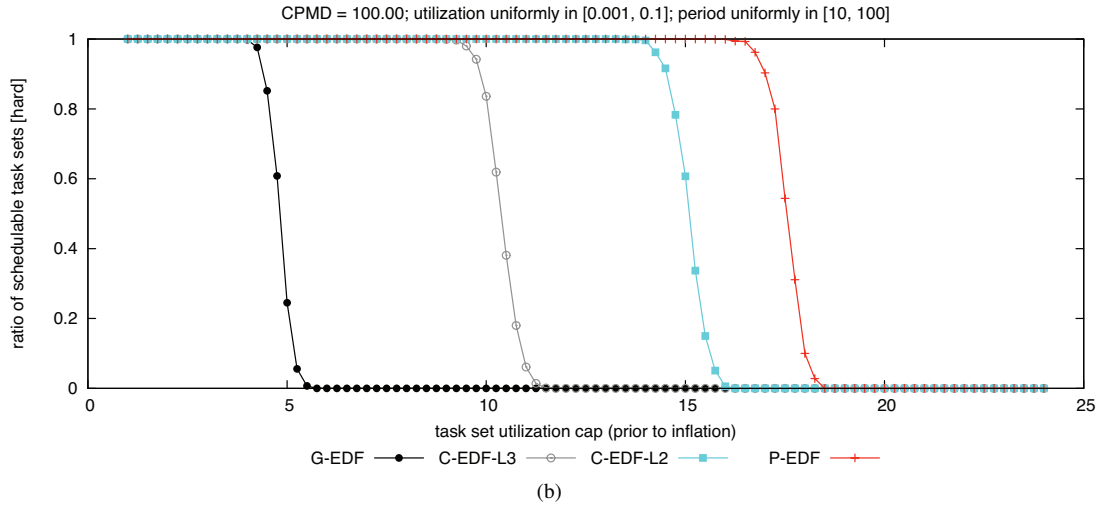 CPMD = 100.00; utilization uniformly in [0.001, 0.1]; period uniformly in [10, 100]
ratio of schedulable task sets [hard]
1
0.8
0.6
0.4
0.2
0
0 5 10 15 20 25
task set utilization cap (prior to inflation)
G-EDF C-EDF-L3 C-EDF-L2 P-EDF
(b)